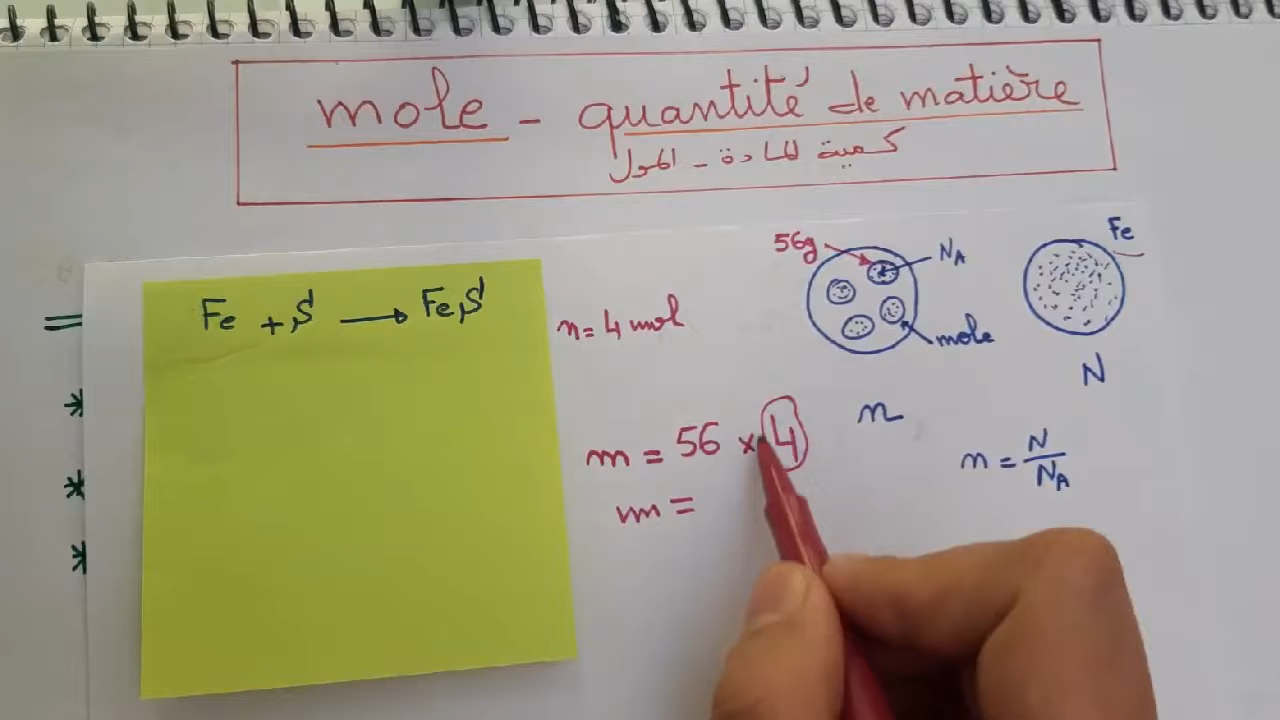 mole - quantité de matière
كمية المادة - المول
Fe + S → FeS
n = 4 mol
56g
NA
mole
Fe
N
n
m = 56 × 4
m =
n = N / NA